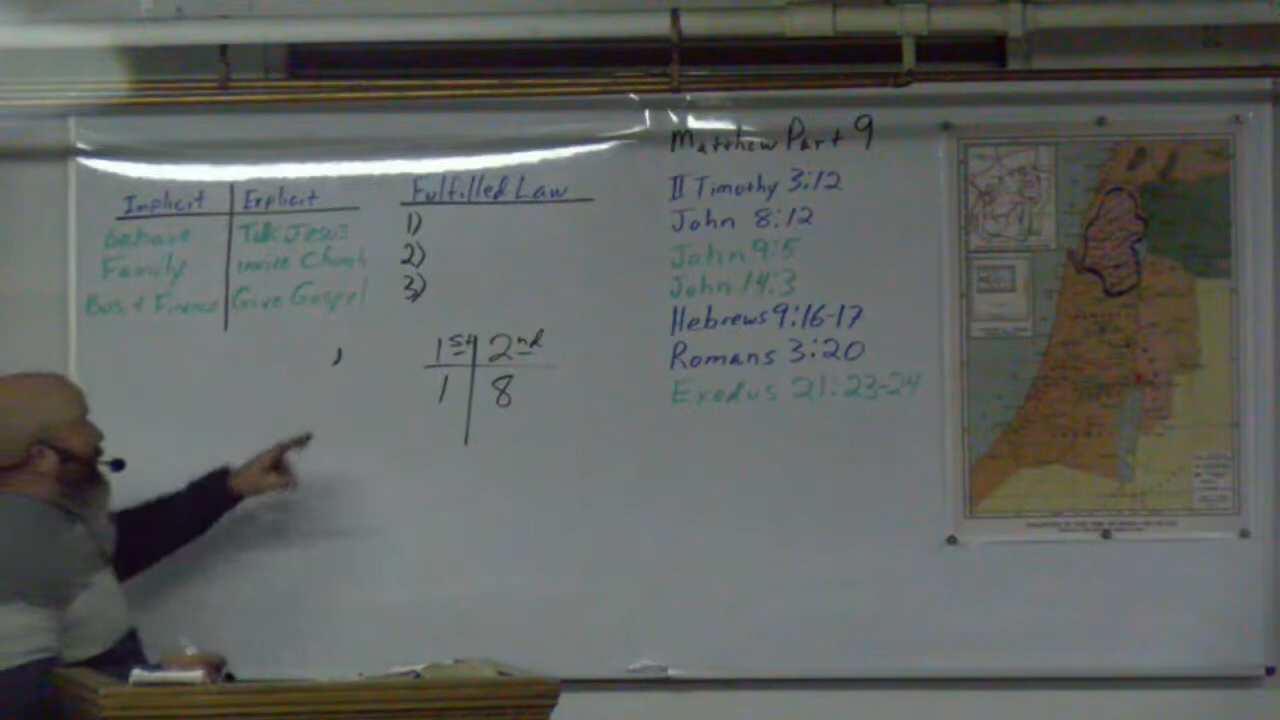 Matthew Part 9
Implicit Explicit
Behave Talk Jesus
Family Invite Church
Bus. + Finance Give Gospel
Fulfilled Law
1)
2)
3)
1st 2nd
1 8
II Timothy 3:12
John 8:12
John 9:5
John 14:3
Hebrews 9:16-17
Romans 3:20
Exodus 21:23-24